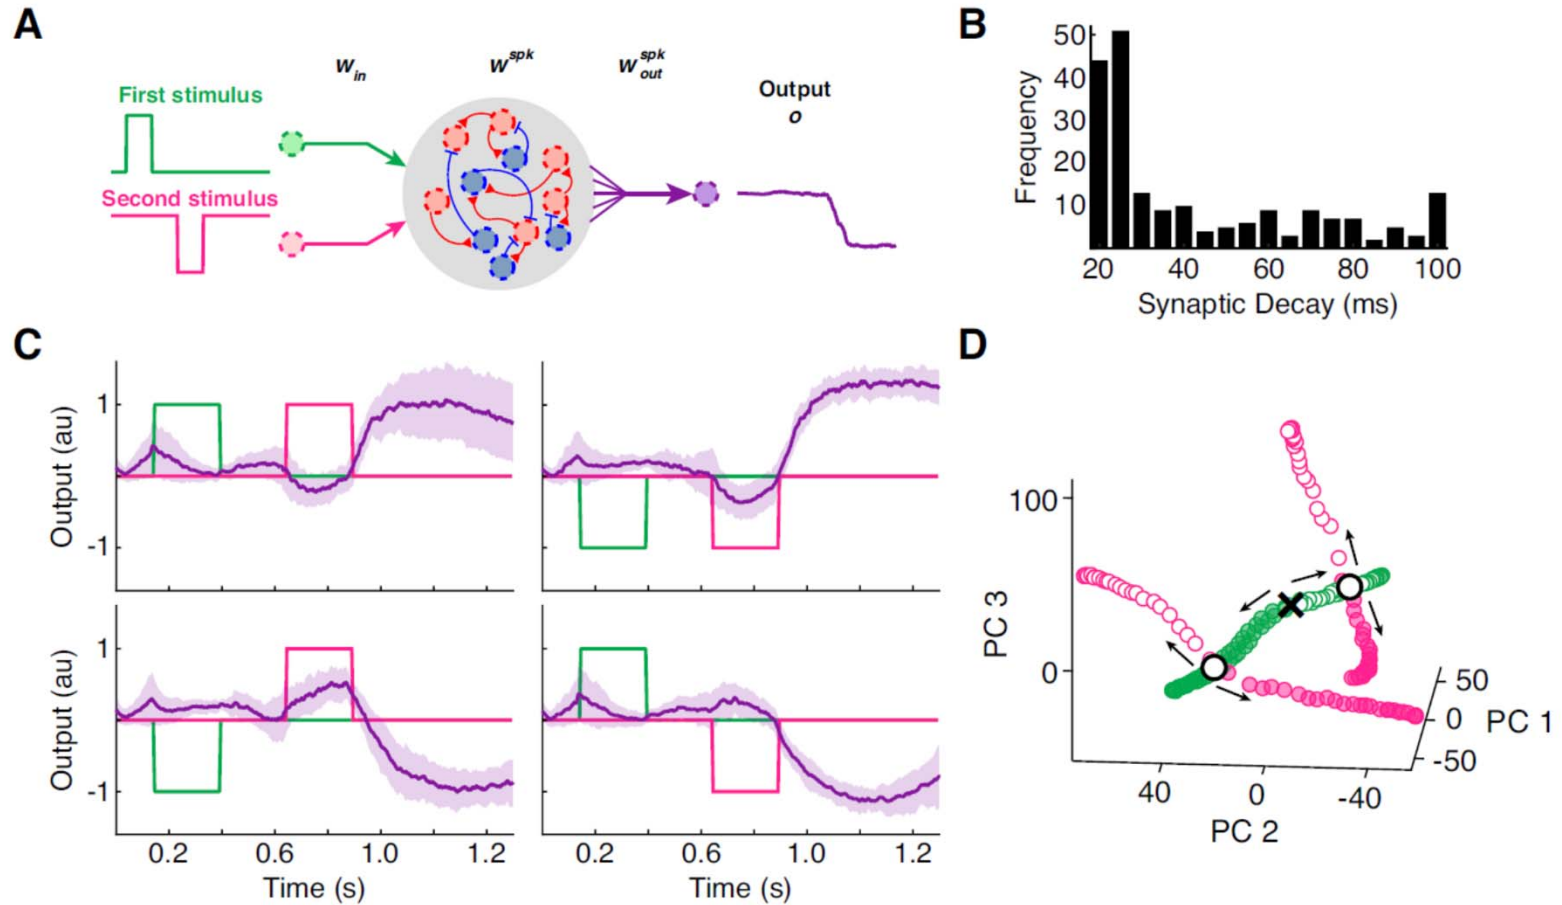 A
w in
w spk
w spk out
First stimulus
Second stimulus
Output
o
B
Frequency
50
40
30
20
10
20 40 60 80 100
Synaptic Decay (ms)
C
Output (au)
1
-1
Output (au)
1
-1
0.2 0.6 1.0 1.2
Time (s)
0.2 0.6 1.0 1.2
Time (s)
D
PC 3
100
0
40 0 -40
PC 2
50
0
-50
PC 1